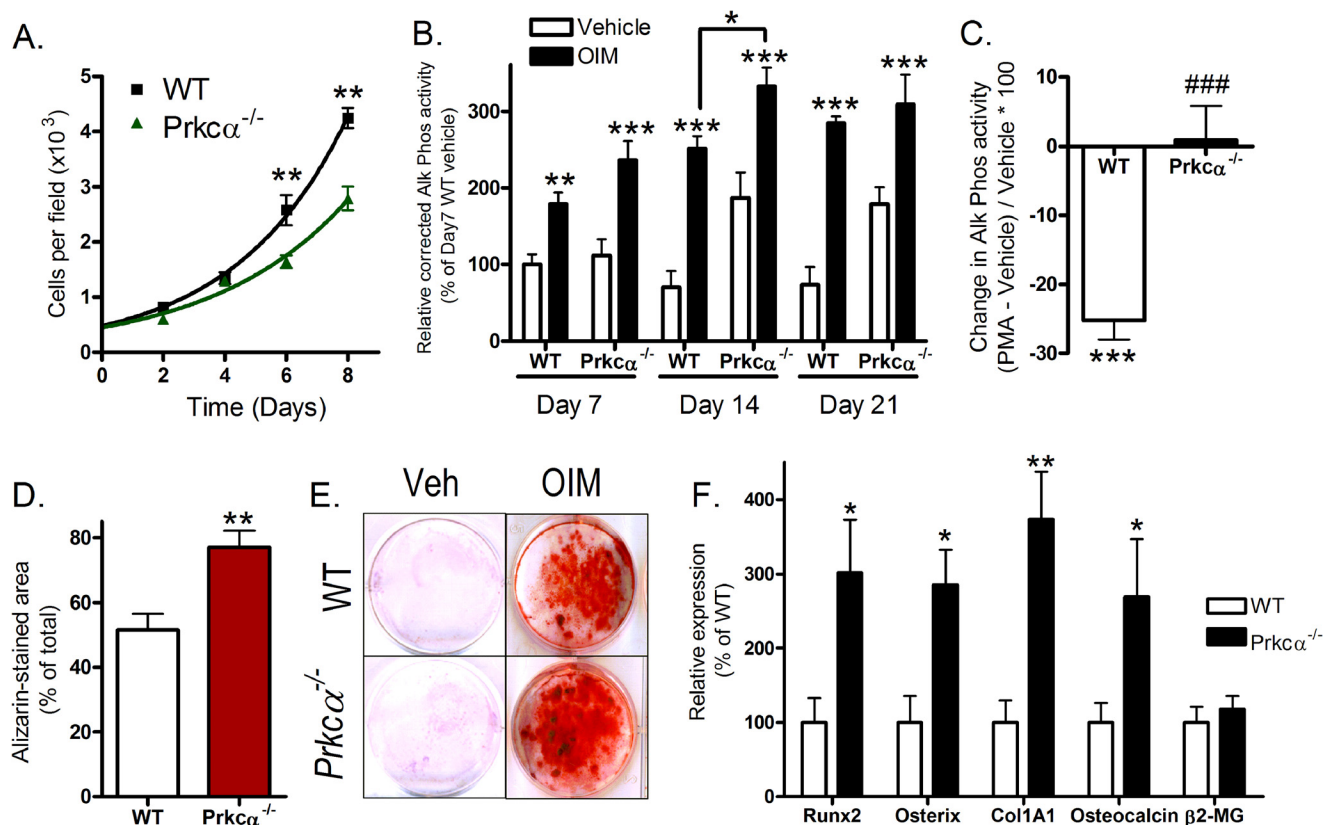 A.
WT
Prkcα-/-
**
**
5
4
3
2
1
0
0 2 4 6 8
Cells per field (x10 3)
Time (Days)
B.
Vehicle
OIM
*
** *** *** *** *** ***
300
200
100
0
Relative corrected Alk Phos activity
(% of Day7 WT vehicle)
WT Prkcα-/- WT Prkcα-/- WT Prkcα-/-
Day 7 Day 14 Day 21
C.
10
0
-10
-20
-30
###
WT Prkcα-/-
***
Change in Alk Phos activity
(PMA - Vehicle) / Vehicle * 100
D.
**
80
60
40
20
0
Alizarin-stained area
(% of total)
WT Prkcα-/-
E.
Veh OIM
WT
Prkcα-/-
F.
* * ** *
400
300
200
100
0
Relative expression
(% of WT)
WT
Prkcα-/-
Runx2 Osterix Col1A1 Osteocalcin β2-MG